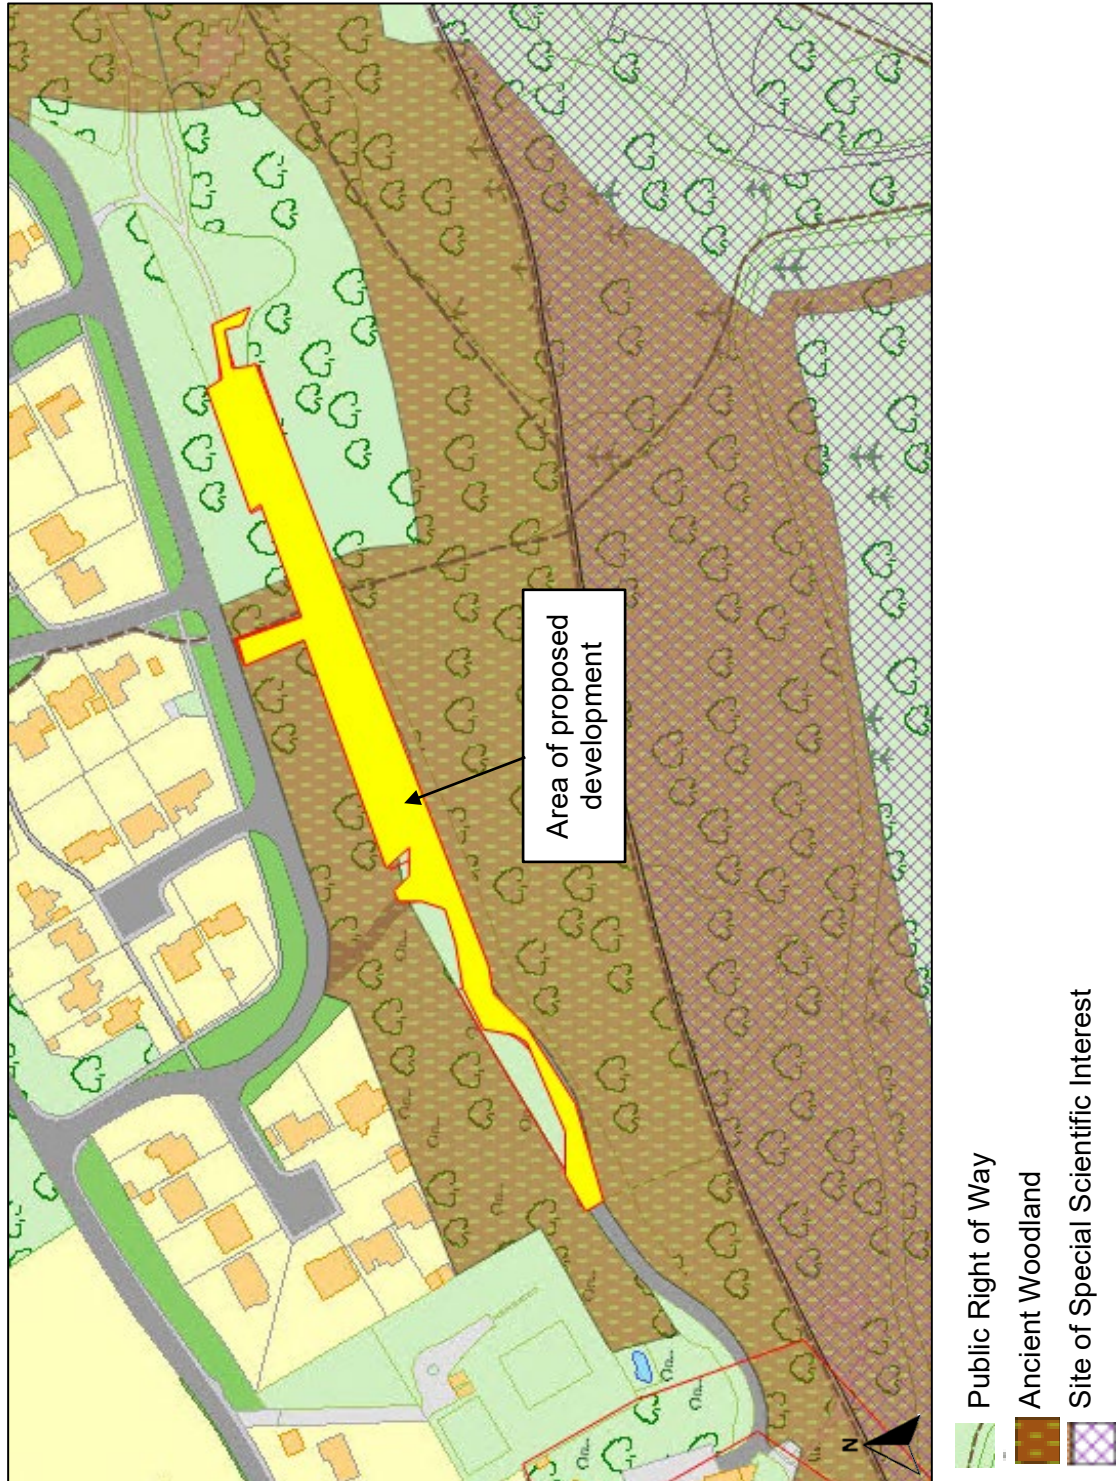 Area of proposed
development
N
Public Right of Way
Ancient Woodland
Site of Special Scientific Interest